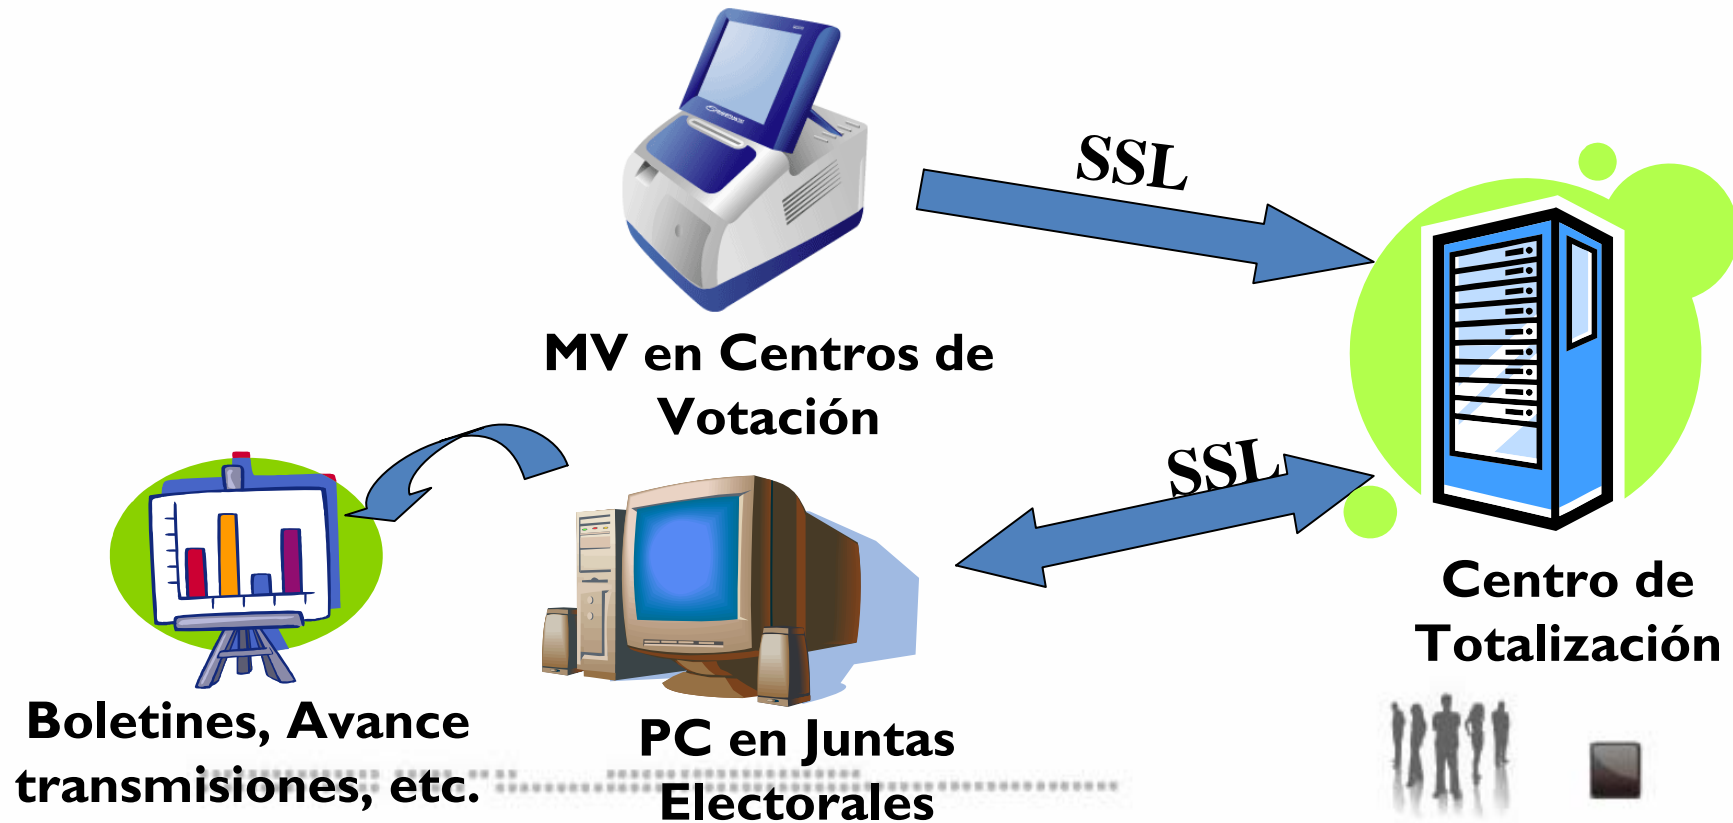 SSL
MV en Centros de
Votación
SSL
Centro de
Totalización
Boletines, Avance
transmisiones, etc.
PC en Juntas
Electorales